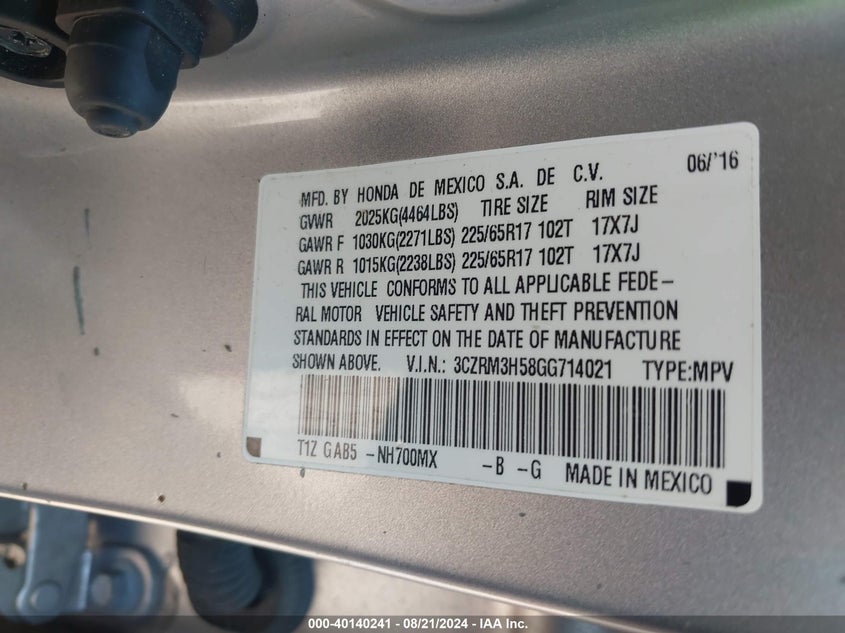 MFD. BY HONDA DE MEXICO S.A. DE C.V. 06/'16
GVWR 2025KG(4464LBS) TIRE SIZE RIM SIZE
GAWR F 1030KG(2271LBS) 225/65R17 102T 17X7J
GAWR R 1015KG(2238LBS) 225/65R17 102T 17X7J
THIS VEHICLE CONFORMS TO ALL APPLICABLE FEDE-
RAL MOTOR VEHICLE SAFETY AND THEFT PREVENTION
STANDARDS IN EFFECT ON THE DATE OF MANUFACTURE
SHOWN ABOVE. V.I.N.: 3CZRM3H58GG714021 TYPE:MPV
T1Z GAB5 -NH700MX -B -G MADE IN MEXICO
000-40140241 - 08/21/2024 - IAA Inc.